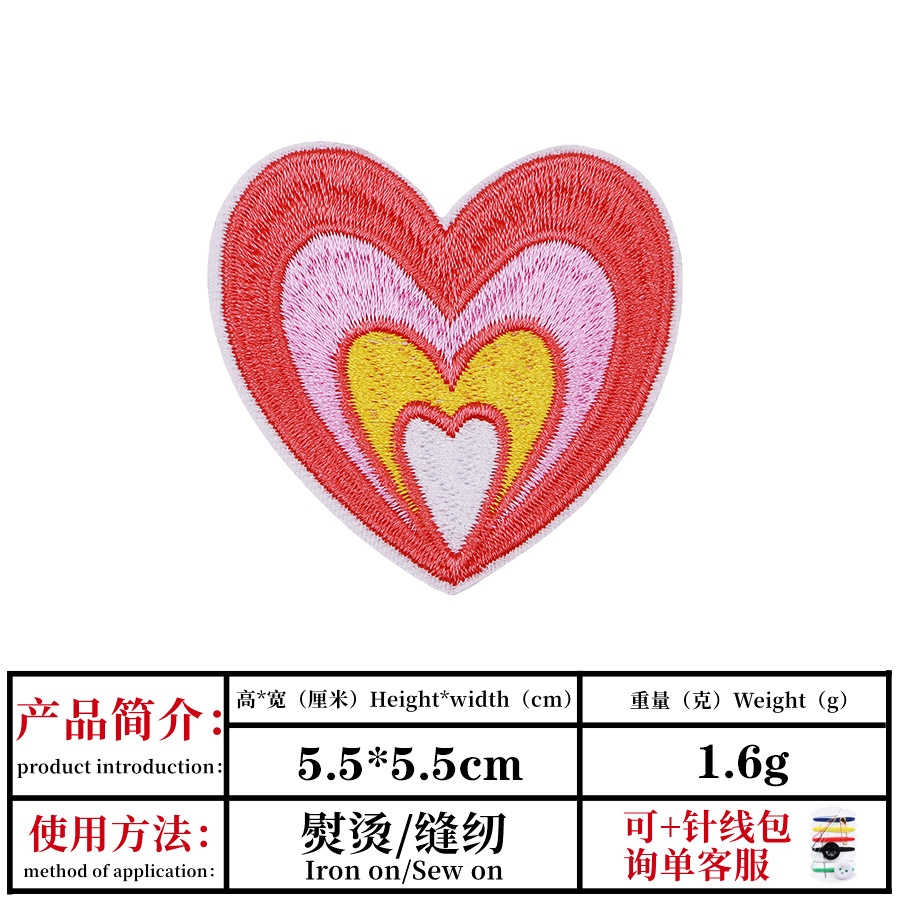 产品简介：
product introduction：
高*宽（厘米）Height*width（cm）
重量（克）Weight（g）
5.5*5.5cm
1.6g
使用方法：
method of application：
熨烫/缝纫
Iron on/Sew on
可+针线包
询单客服